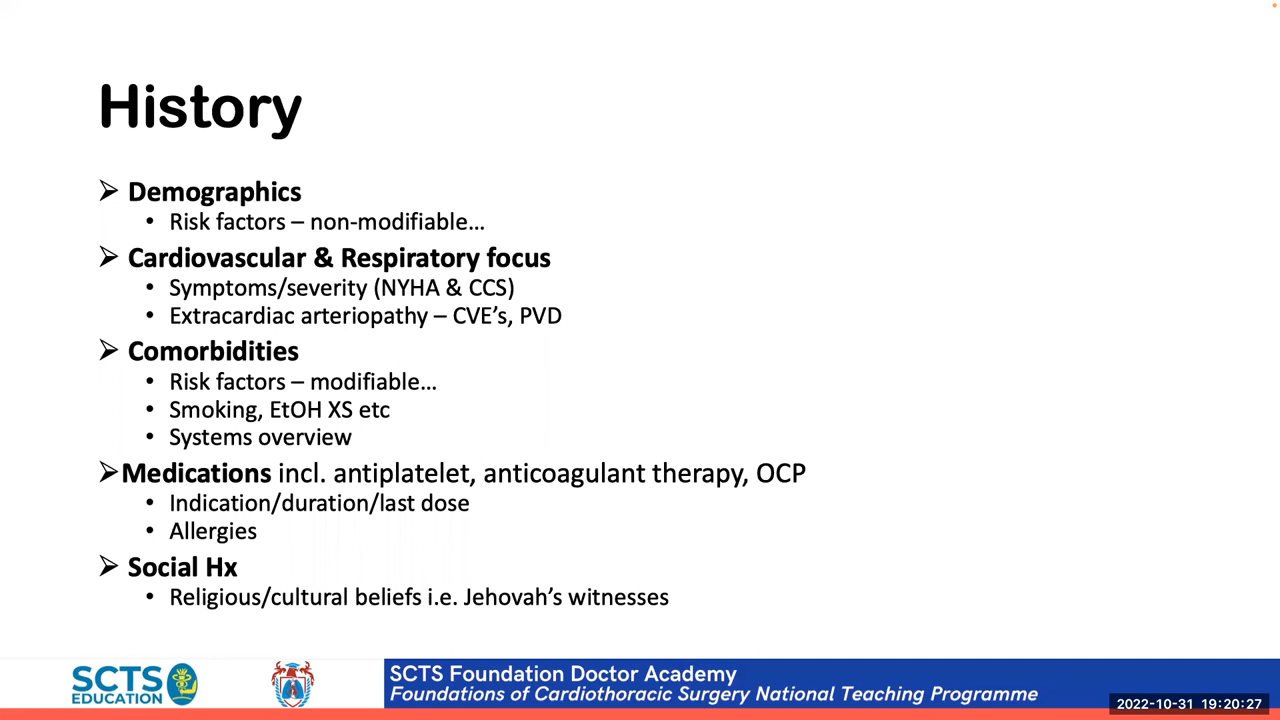 History
➢ Demographics
• Risk factors – non-modifiable…
➢ Cardiovascular & Respiratory focus
• Symptoms/severity (NYHA & CCS)
• Extracardiac arteriopathy – CVE’s, PVD
➢ Comorbidities
• Risk factors – modifiable…
• Smoking, EtOH XS etc
• Systems overview
➢Medications incl. antiplatelet, anticoagulant therapy, OCP
• Indication/duration/last dose
• Allergies
➢ Social Hx
• Religious/cultural beliefs i.e. Jehovah’s witnesses
SCTS
EDUCATION
SCTS Foundation Doctor Academy
Foundations of Cardiothoracic Surgery National Teaching Programme
2022-10-31 19:20:27